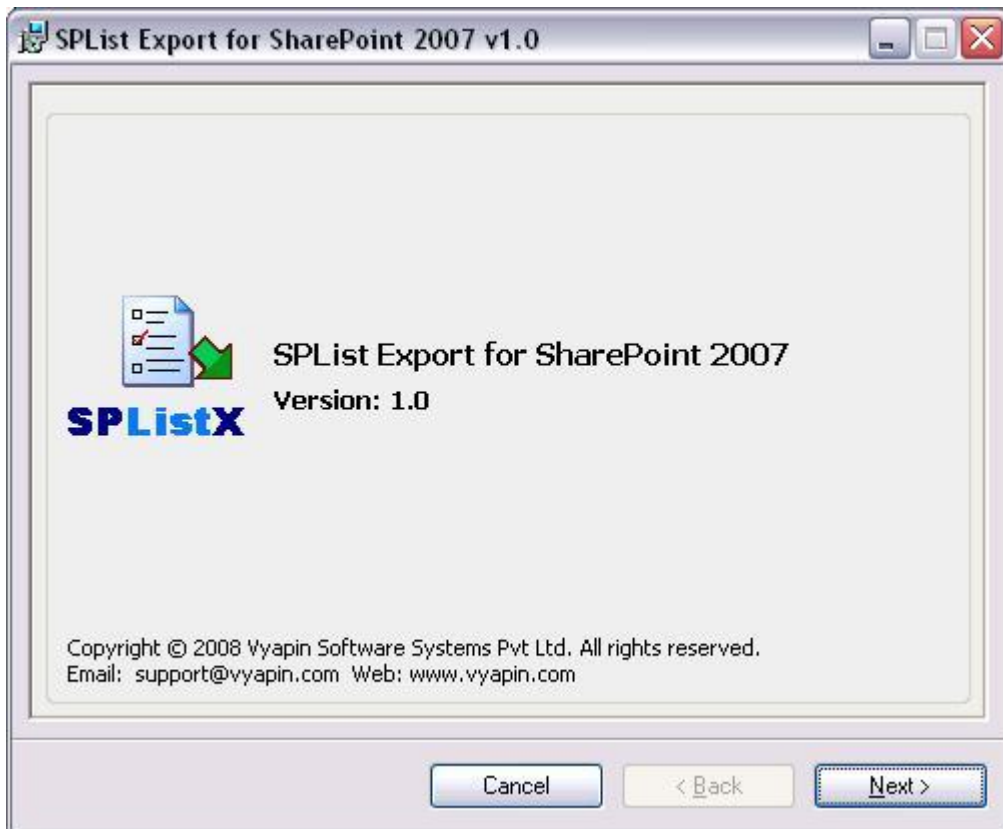 SPList Export for SharePoint 2007 v1.0
SPList Export for SharePoint 2007
Version: 1.0
SPListX
Copyright © 2008 Vyapin Software Systems Pvt Ltd. All rights reserved.
Email: support@vyapin.com Web: www.vyapin.com
Cancel
< Back
Next >